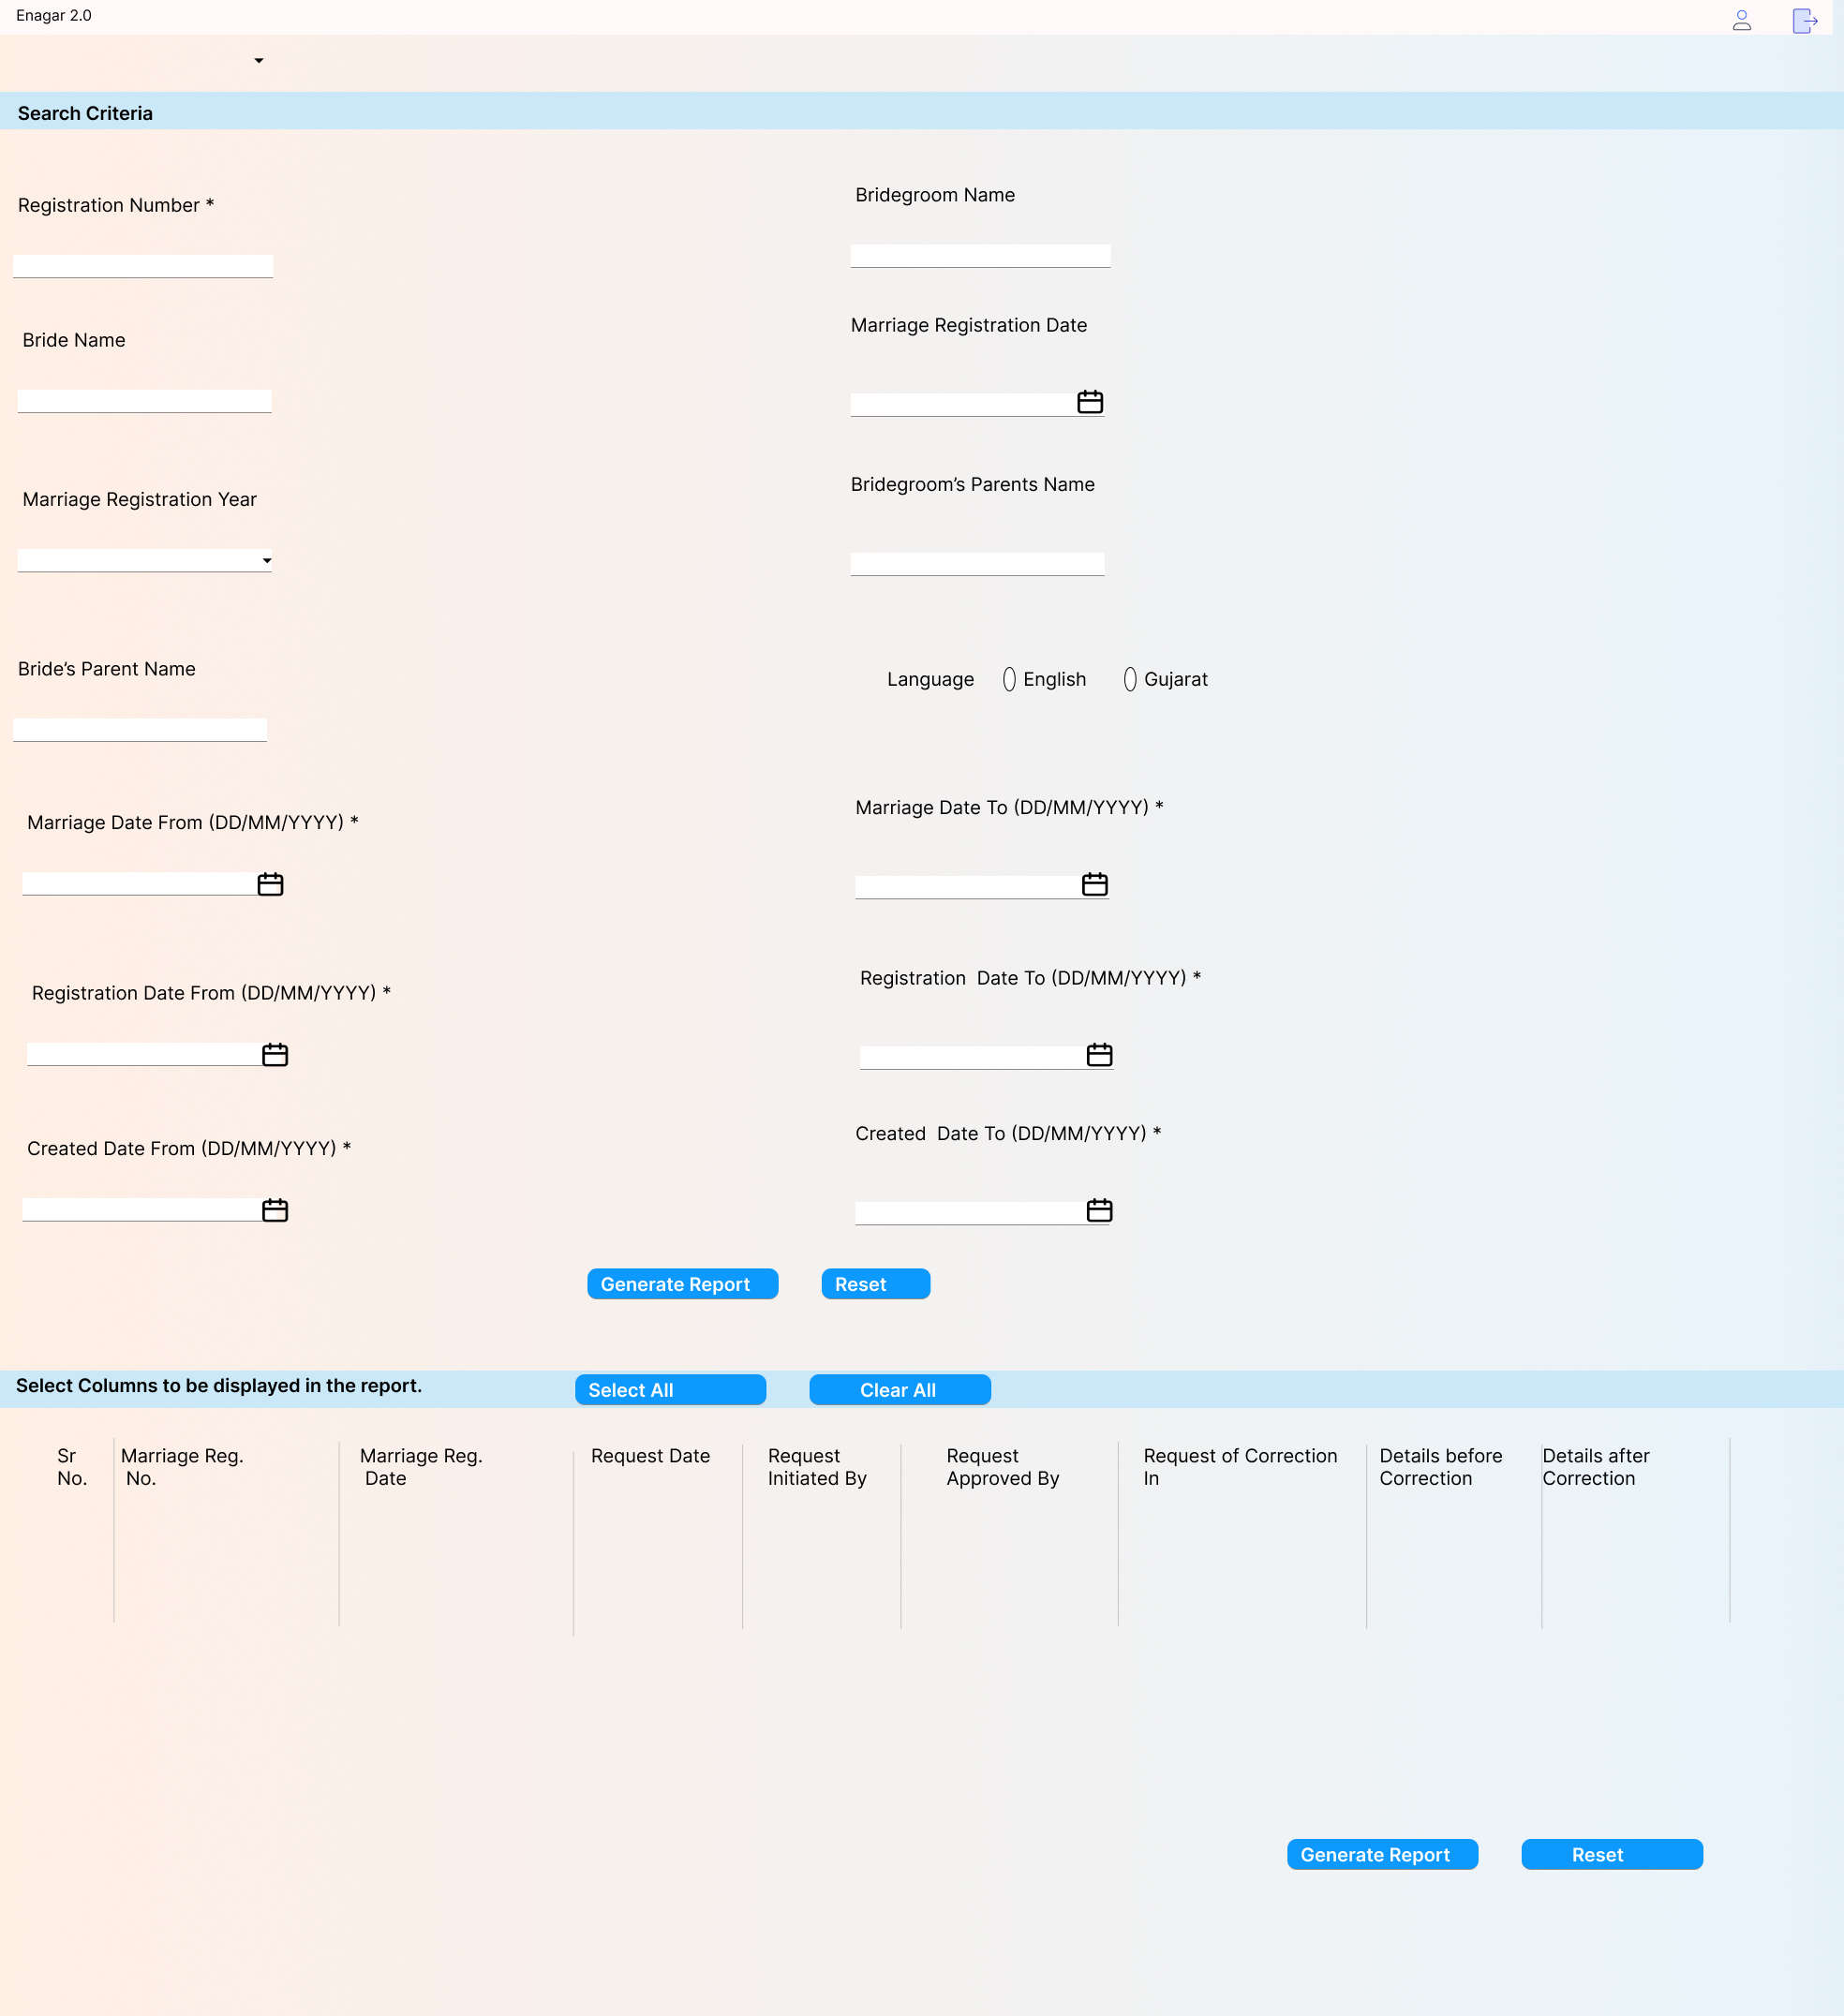 Enagar 2.0
Search Criteria
Registration Number *
Bridegroom Name
Bride Name
Marriage Registration Date
Marriage Registration Year
Bridegroom’s Parents Name
Bride’s Parent Name
Language English Gujarat
Marriage Date From (DD/MM/YYYY) *
Marriage Date To (DD/MM/YYYY) *
Registration Date From (DD/MM/YYYY) *
Registration  Date To (DD/MM/YYYY) *
Created Date From (DD/MM/YYYY) *
Created  Date To (DD/MM/YYYY) *
Generate Report Reset
Select Columns to be displayed in the report. Select All Clear All
Sr Marriage Reg. Marriage Reg. Request Date Request Request Request of Correction Details before Details after
No. No. Date Initiated By Approved By In Correction Correction
Generate Report Reset